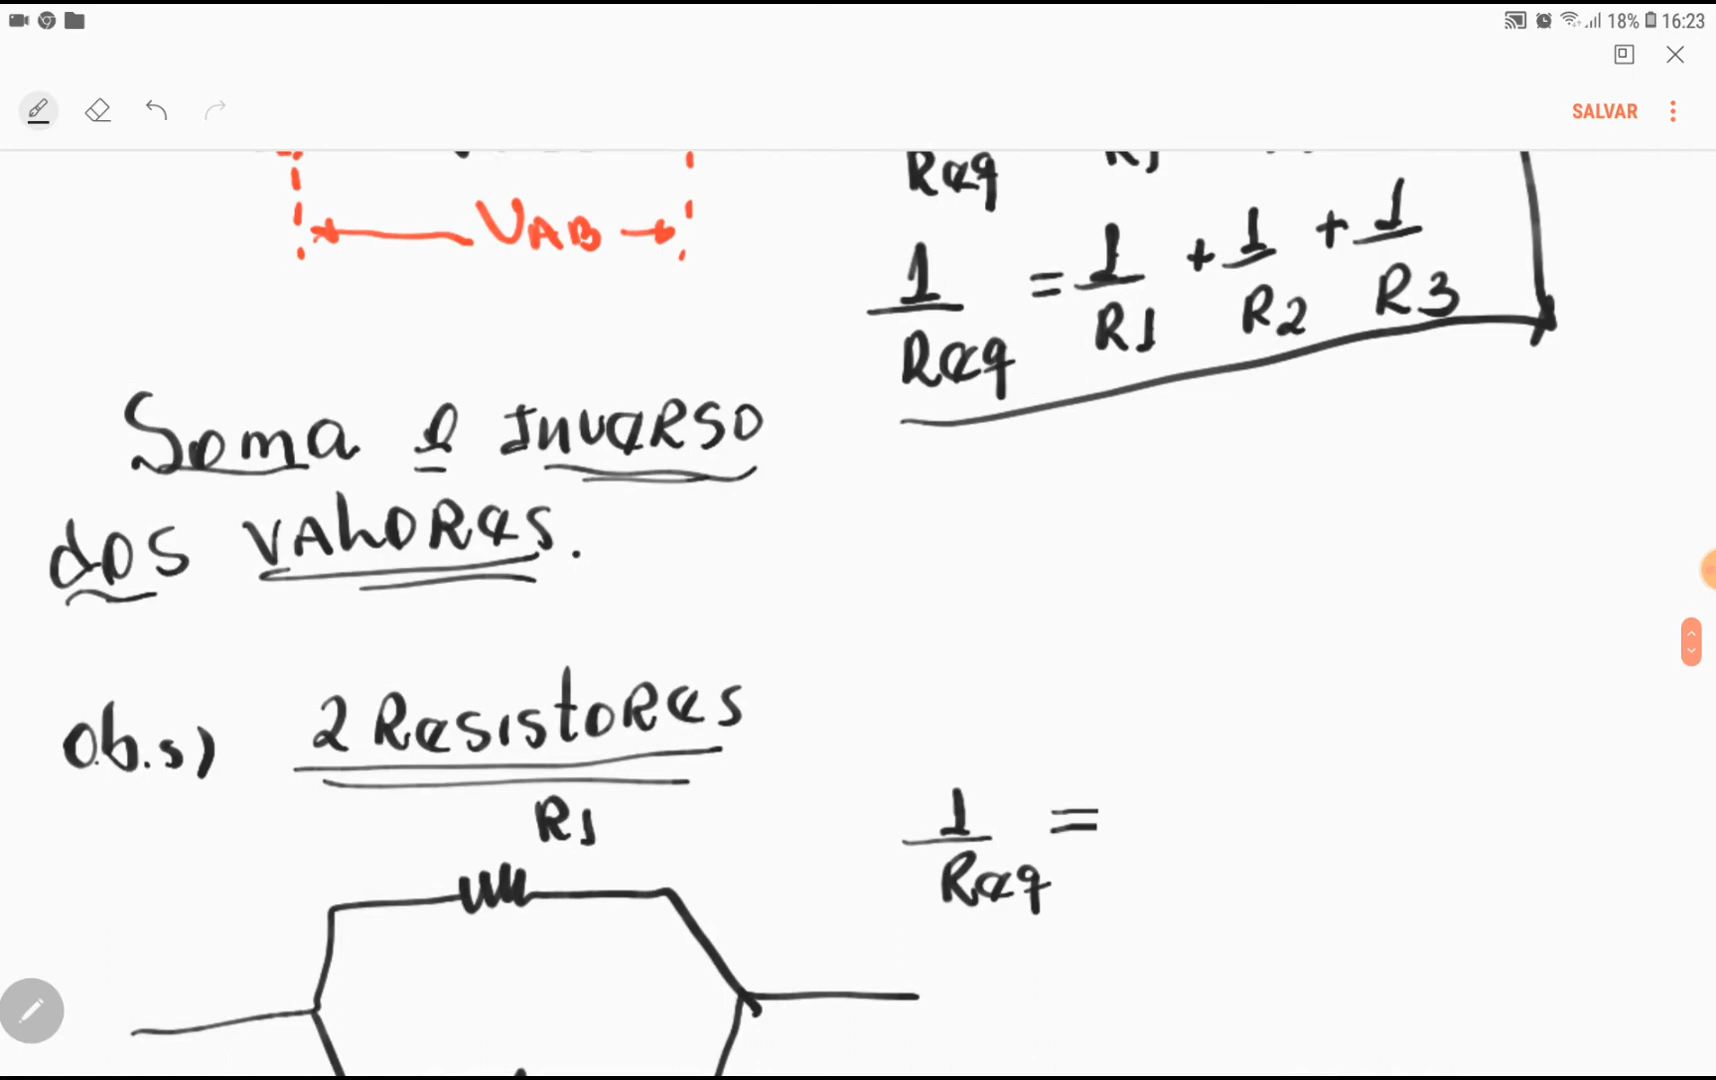 18% 16:23
SALVAR
Req R1
VAB
1/Req = 1/R1 + 1/R2 + 1/R3
Soma e Inverso
dos valores.
ob.s) 2 Resistores
R1
1/Req =